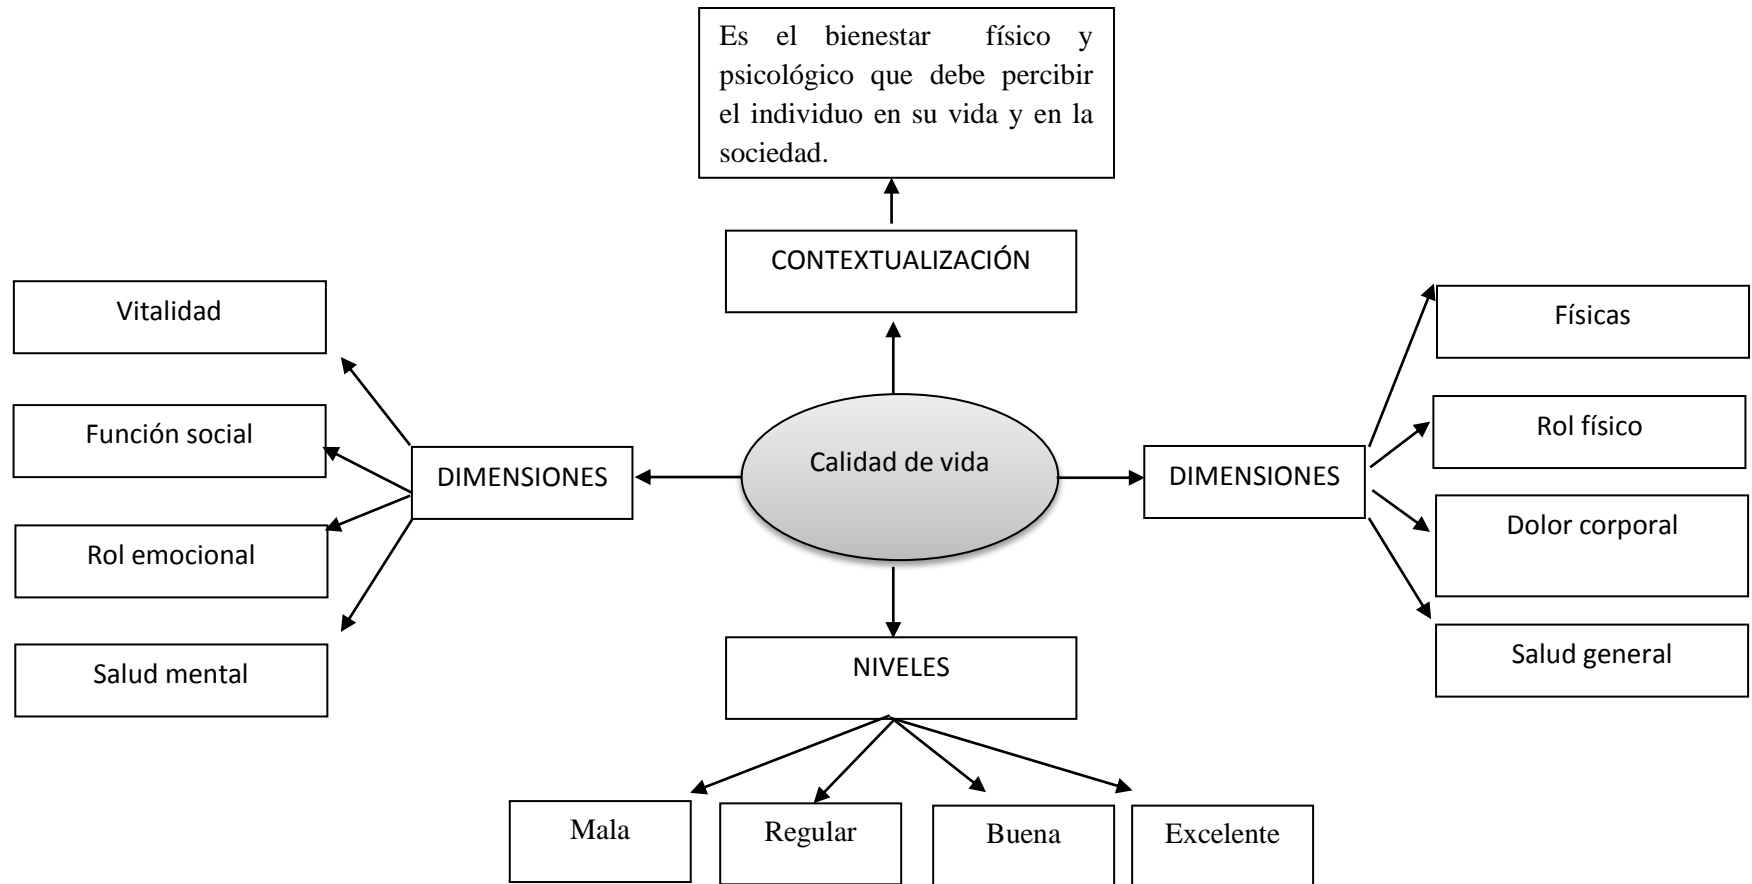 Es el bienestar físico y
psicológico que debe percibir
el individuo en su vida y en la
sociedad.
CONTEXTUALIZACIÓN
Vitalidad
Función social
Rol emocional
Salud mental
DIMENSIONES
Calidad de vida
DIMENSIONES
Físicas
Rol físico
Dolor corporal
Salud general
NIVELES
Mala
Regular
Buena
Excelente